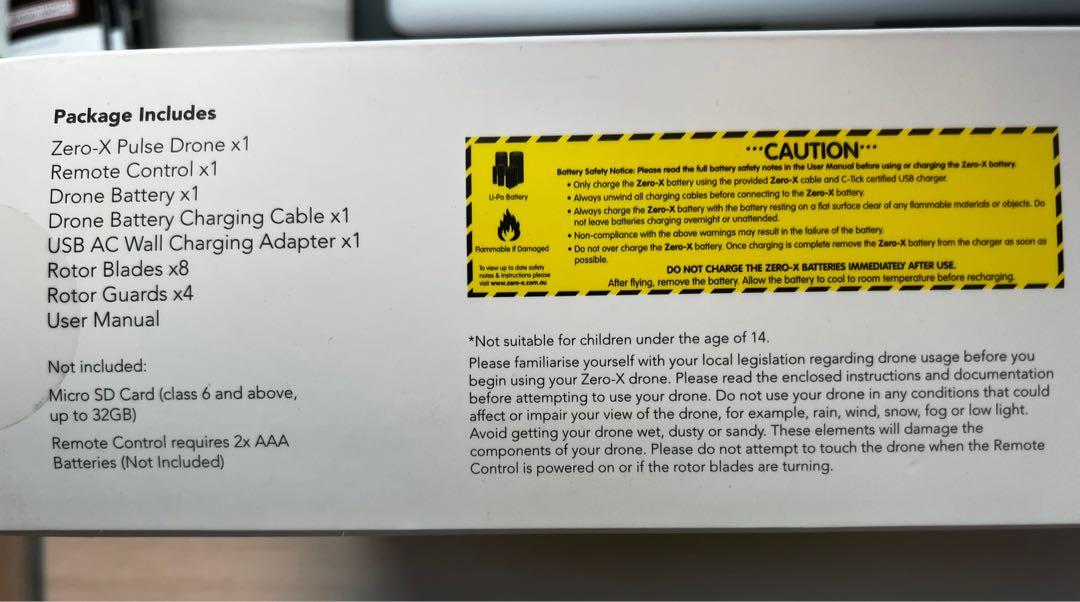 Package Includes
Zero-X Pulse Drone x1
Remote Control x1
Drone Battery x1
Drone Battery Charging Cable x1
USB AC Wall Charging Adapter x1
Rotor Blades x8
Rotor Guards x4
User Manual
Not included:
Micro SD Card (class 6 and above,
up to 32GB)
Remote Control requires 2x AAA
Batteries (Not Included)
Li-Po Battery
Flammable if Damaged
To view up to date safety
notes & instructions please
visit www.zero-x.com.au
•••CAUTION•••
Battery Safety Notice: Please read the full battery safety notes in the User Manual before using or charging the Zero-X battery.
• Only charge the Zero-X battery using the provided Zero-X cable and C-Tick certified USB charger.
• Always unwind all charging cables before connecting to the Zero-X battery.
• Always charge the Zero-X battery with the battery resting on a flat surface clear of any flammable materials or objects. Do
not leave batteries charging overnight or unattended.
• Non-compliance with the above warnings may result in the failure of the battery.
• Do not over charge the Zero-X battery. Once charging is complete remove the Zero-X battery from the charger as soon as
possible.
DO NOT CHARGE THE ZERO-X BATTERIES IMMEDIATELY AFTER USE.
After flying, remove the battery. Allow the battery to cool to room temperature before recharging.
*Not suitable for children under the age of 14.
Please familiarise yourself with your local legislation regarding drone usage before you
begin using your Zero-X drone. Please read the enclosed instructions and documentation
before attempting to use your drone. Do not use your drone in any conditions that could
affect or impair your view of the drone, for example, rain, wind, snow, fog or low light.
Avoid getting your drone wet, dusty or sandy. These elements will damage the
components of your drone. Please do not attempt to touch the drone when the Remote
Control is powered on or if the rotor blades are turning.